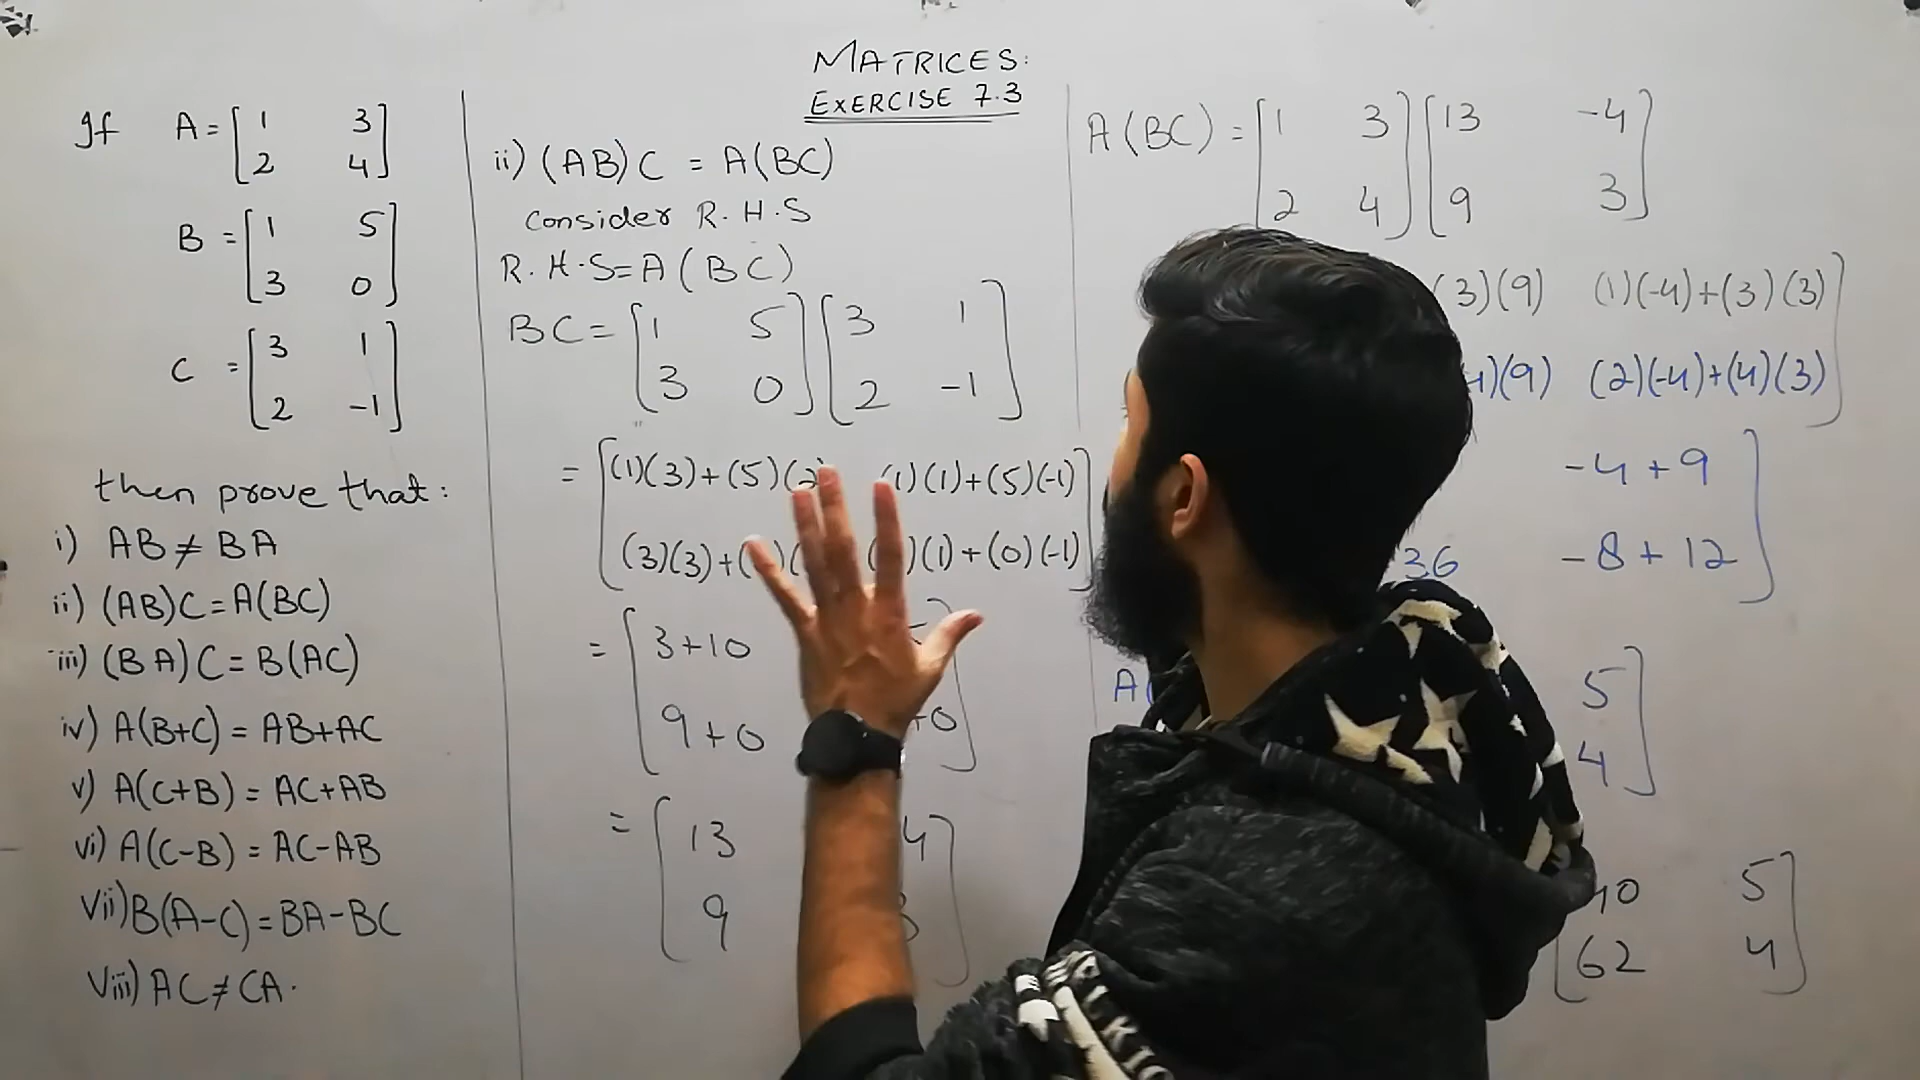 MATRICES:
EXERCISE 7.3
If A = [1 3
2 4]
B = [1 5
3 0]
C = [3 1
2 -1]
then prove that:
i) AB ≠ BA
ii) (AB)C = A(BC)
iii) (BA)C = B(AC)
iv) A(B+C) = AB+AC
v) A(C+B) = AC+AB
vi) A(C-B) = AC-AB
vii) B(A-C) = BA-BC
viii) AC ≠ CA.
ii) (AB)C = A(BC)
Consider R.H.S
R.H.S = A(BC)
BC = [1 5] [3 1]
[3 0] [2 -1]
= [(1)(3)+(5)(2) (1)(1)+(5)(-1)]
(3)(3)+ (1)+(0)(-1)]
= [3+10
9+0 +0]
= [13 4]
9
A(BC) = [1 3] [13 -4]
[2 4] [9 3]
(3)(9) (1)(-4)+(3)(3)]
)(9) (2)(-4)+(4)(3)]
-4+9]
36 -8+12]
A( 5]
4]
40 5]
[62 4]